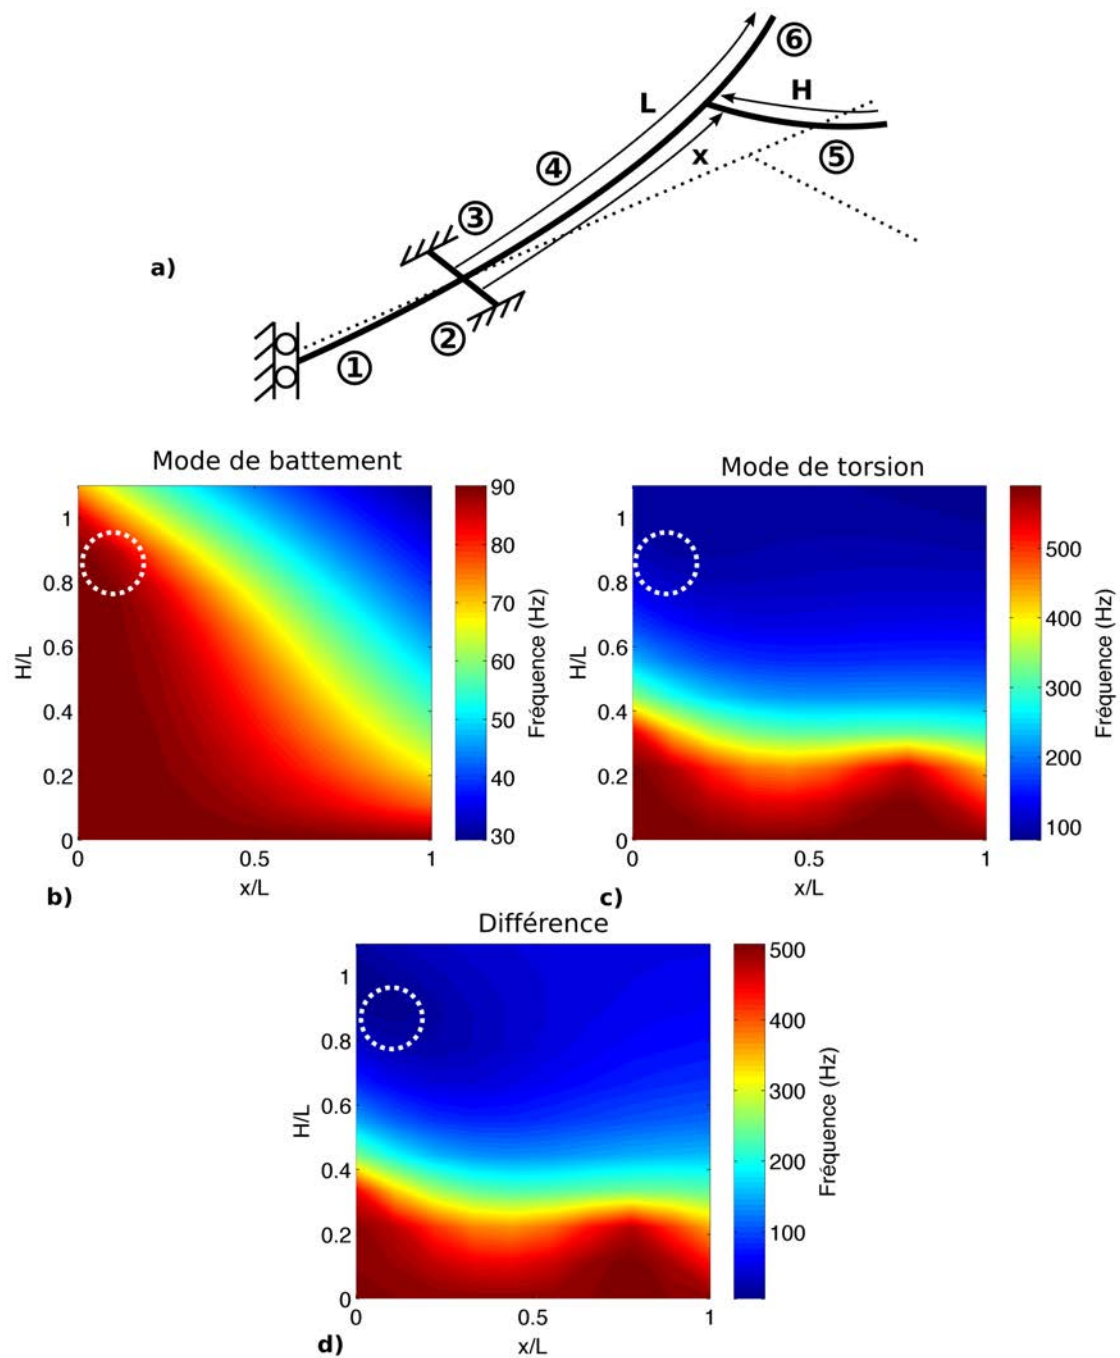 ⑥
L
H
④
x
⑤
③
a)
②
①
Mode de battement
Mode de torsion
1
0.8
0.6
0.4
0.2
0
H/L
0
0.5
1
x/L
90
80
70
60
50
40
30
Fréquence (Hz)
b)
1
0.8
0.6
0.4
0.2
0
H/L
0
0.5
1
x/L
500
400
300
200
100
Fréquence (Hz)
c)
Différence
1
0.8
0.6
0.4
0.2
0
H/L
0
0.5
1
x/L
500
400
300
200
100
Fréquence (Hz)
d)